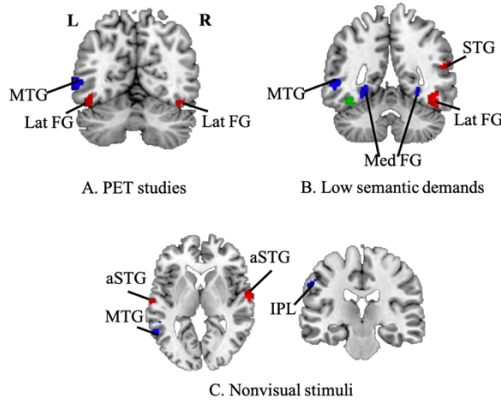 L R
MTG
Lat FG Lat FG
A. PET studies
STG
MTG
Lat FG
Med FG
B. Low semantic demands
aSTG aSTG
MTG IPL
C. Nonvisual stimuli